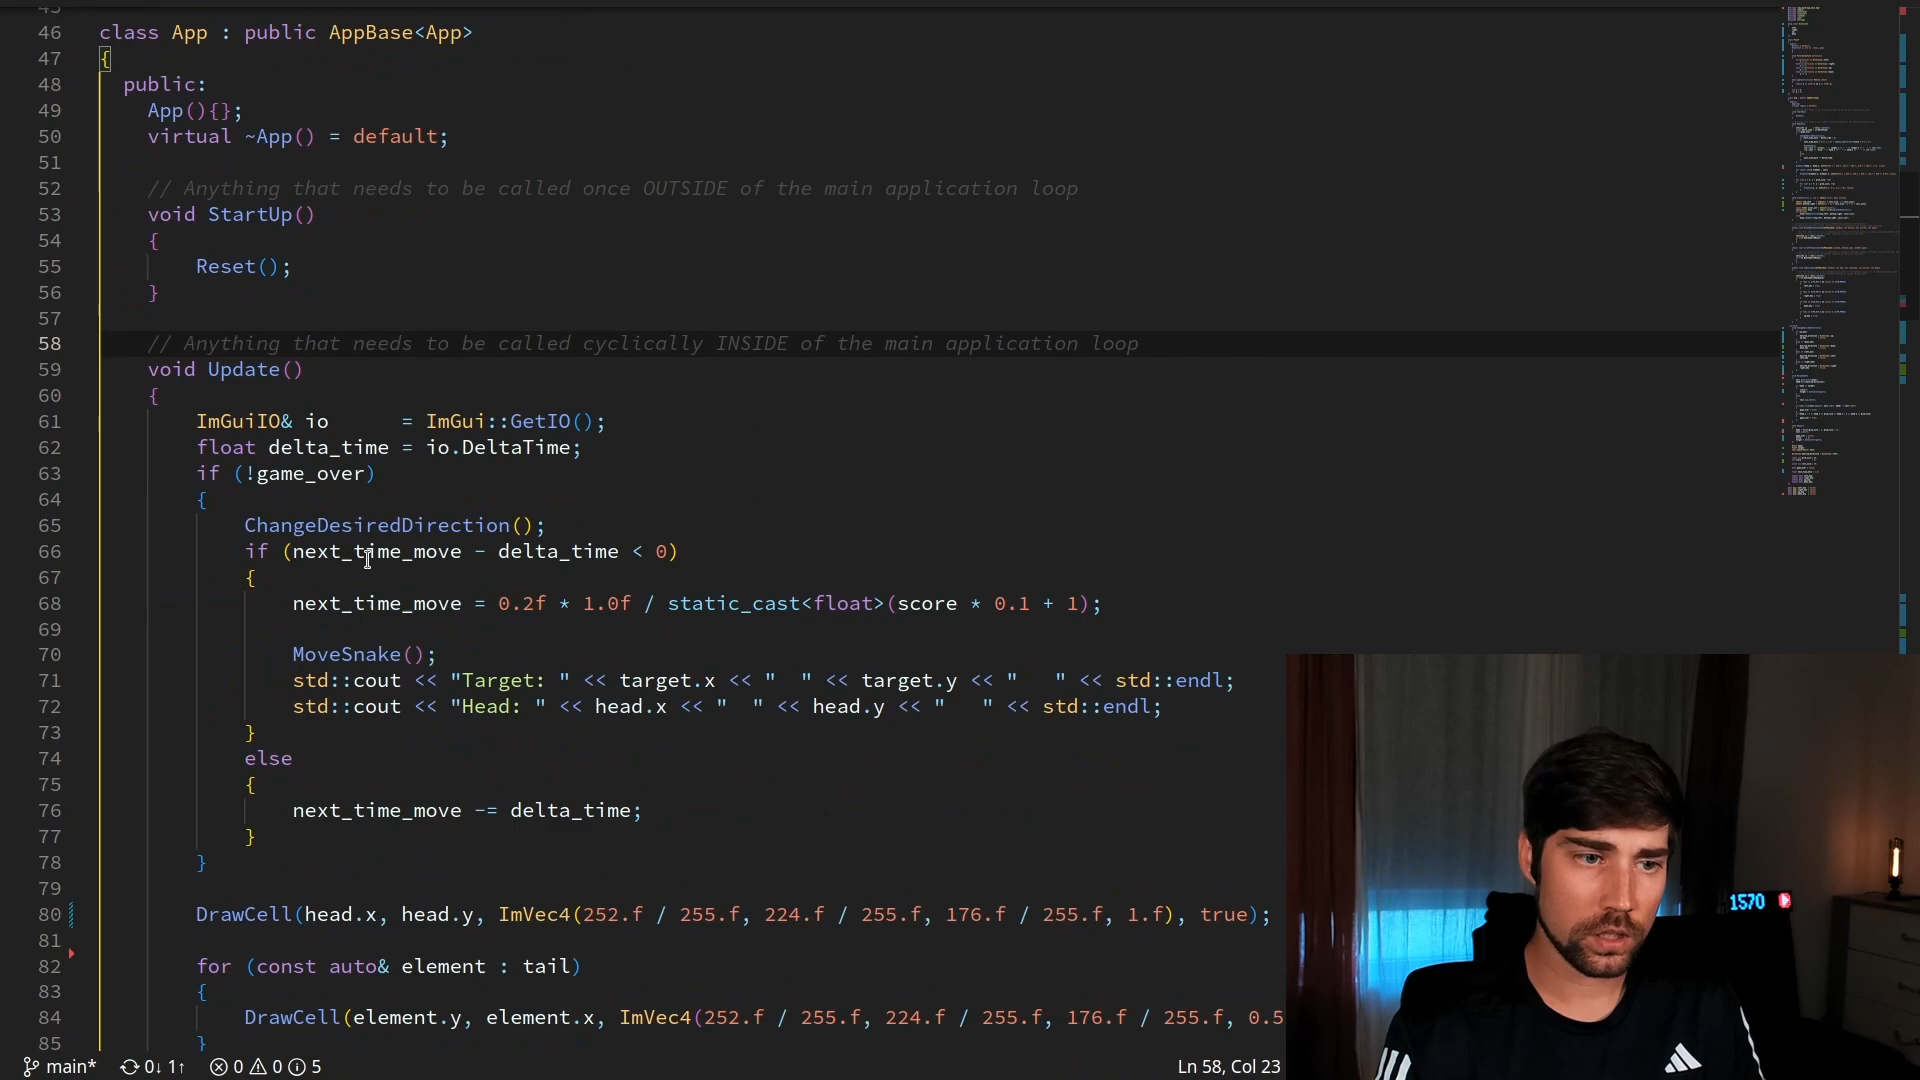 45
46 class App : public AppBase<App>
47 {
48 public:
49 App(){};
50 virtual ~App() = default;
51
52 // Anything that needs to be called once OUTSIDE of the main application loop
53 void StartUp()
54 {
55 Reset();
56 }
57
58 // Anything that needs to be called cyclically INSIDE of the main application loop
59 void Update()
60 {
61 ImGuiIO& io = ImGui::GetIO();
62 float delta_time = io.DeltaTime;
63 if (!game_over)
64 {
65 ChangeDesiredDirection();
66 if (next_time_move - delta_time < 0)
67 {
68 next_time_move = 0.2f * 1.0f / static_cast<float>(score * 0.1 + 1);
69
70 MoveSnake();
71 std::cout << "Target: " << target.x << "  " << target.y << "   " << std::endl;
72 std::cout << "Head: " << head.x << "  " << head.y << "   " << std::endl;
73 }
74 else
75 {
76 next_time_move -= delta_time;
77 }
78 }
79
80 DrawCell(head.x, head.y, ImVec4(252.f / 255.f, 224.f / 255.f, 176.f / 255.f, 1.f), true);
81
82 for (const auto& element : tail)
83 {
84 DrawCell(element.y, element.x, ImVec4(252.f / 255.f, 224.f / 255.f, 176.f / 255.f, 0.5
85 }
1570
main* 0↓ 1↑ 0 0 5 Ln 58, Col 23